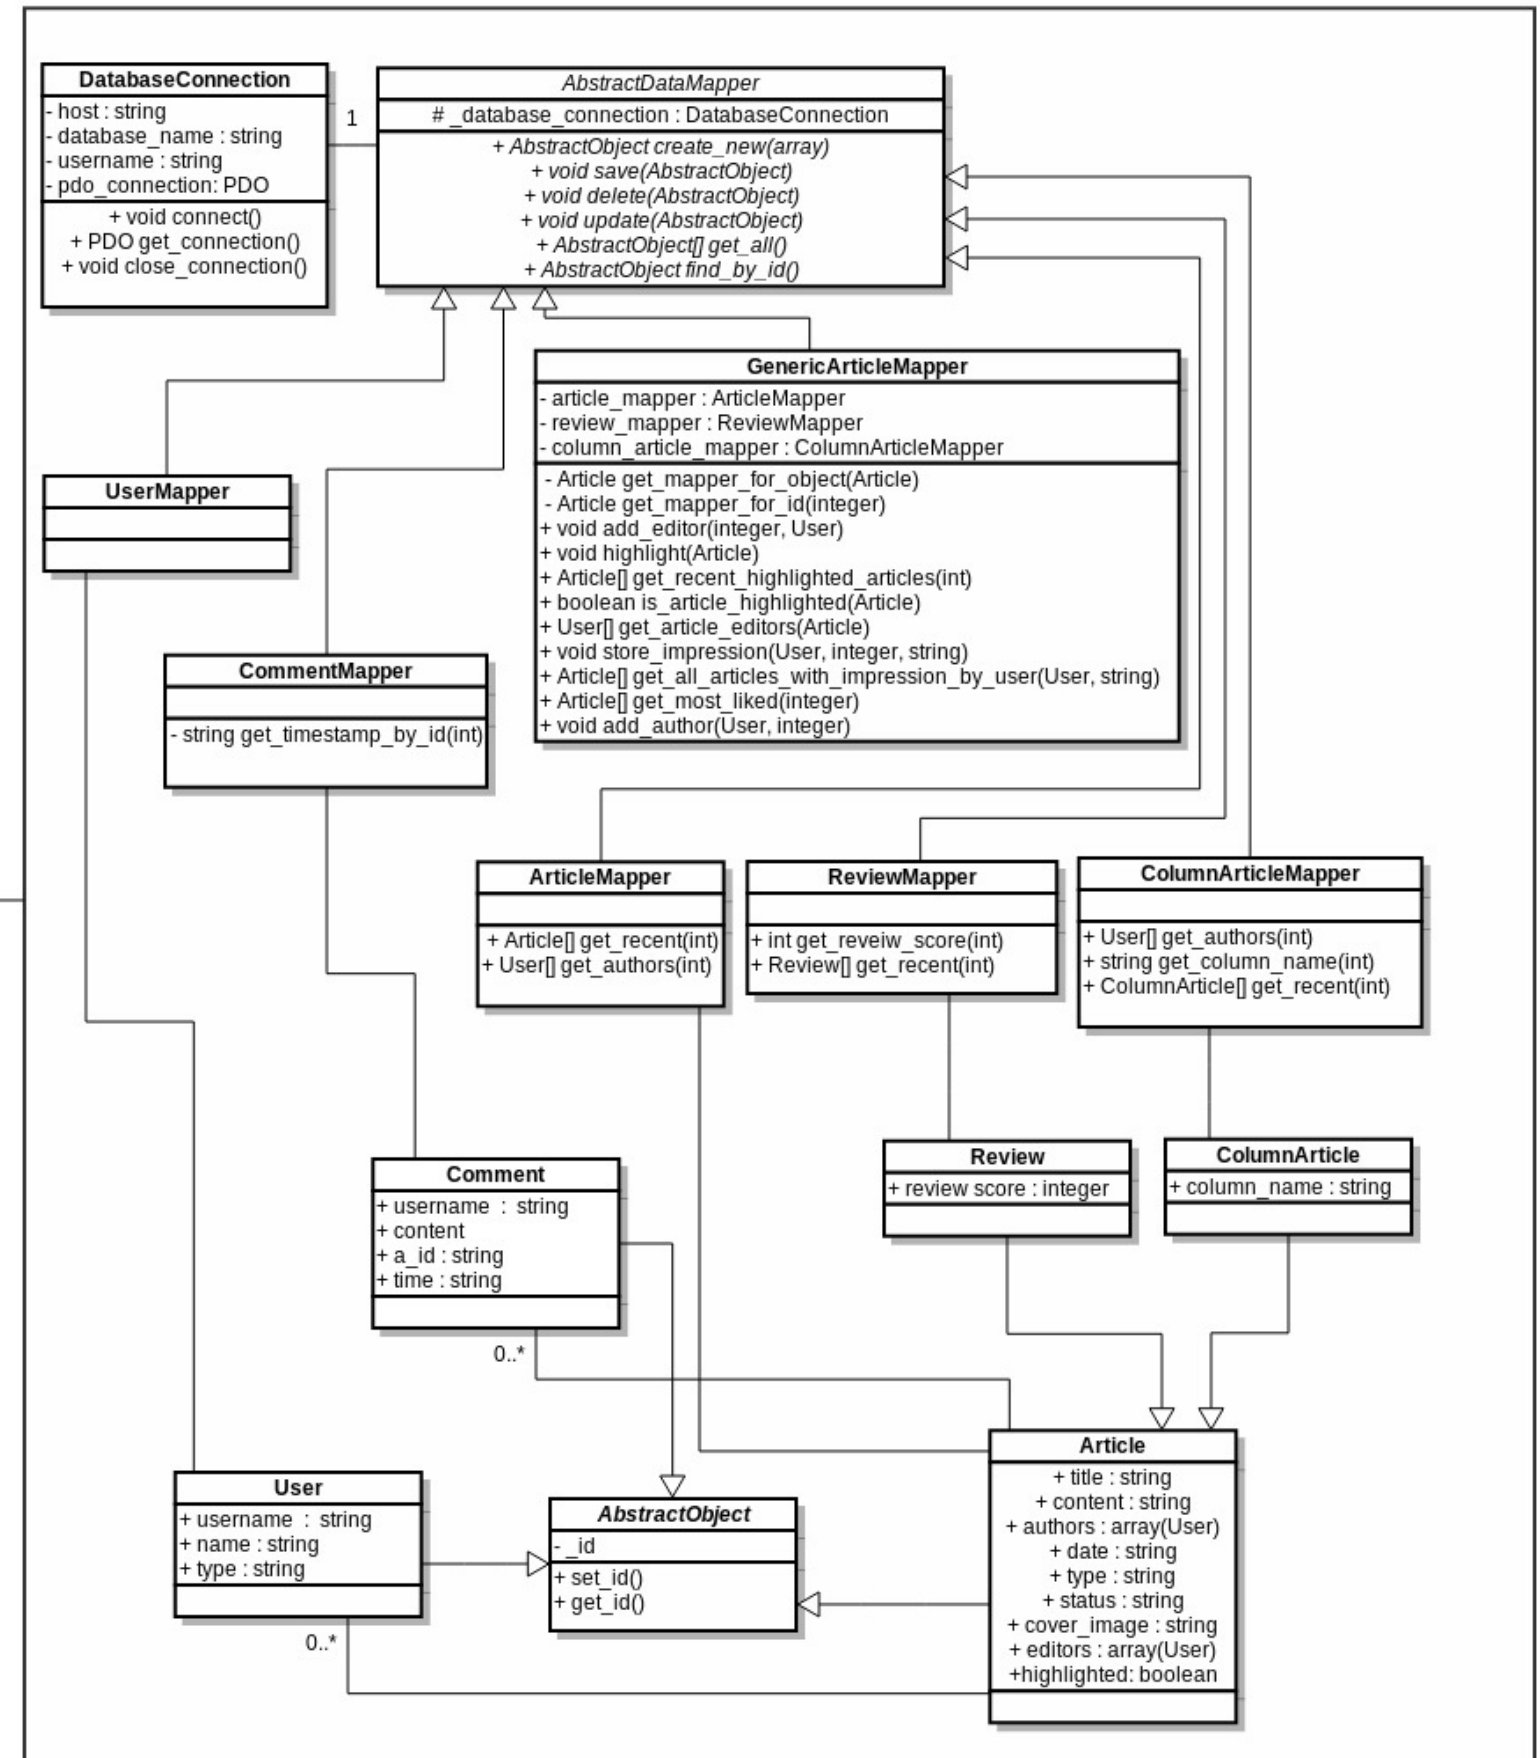 DatabaseConnection
- host : string
- database_name : string
- username : string
- pdo_connection: PDO
+ void connect()
+ PDO get_connection()
+ void close_connection()
1
AbstractDataMapper
# _database_connection : DatabaseConnection
+ AbstractObject create_new(array)
+ void save(AbstractObject)
+ void delete(AbstractObject)
+ void update(AbstractObject)
+ AbstractObject[] get_all()
+ AbstractObject find_by_id()
GenericArticleMapper
- article_mapper : ArticleMapper
- review_mapper : ReviewMapper
- column_article_mapper : ColumnArticleMapper
- Article get_mapper_for_object(Article)
- Article get_mapper_for_id(integer)
+ void add_editor(integer, User)
+ void highlight(Article)
+ Article[] get_recent_highlighted_articles(int)
+ boolean is_article_highlighted(Article)
+ User[] get_article_editors(Article)
+ void store_impression(User, integer, string)
+ Article[] get_all_articles_with_impression_by_user(User, string)
+ Article[] get_most_liked(integer)
+ void add_author(User, integer)
UserMapper
CommentMapper
- string get_timestamp_by_id(int)
ArticleMapper
+ Article[] get_recent(int)
+ User[] get_authors(int)
ReviewMapper
+ int get_reveiw_score(int)
+ Review[] get_recent(int)
ColumnArticleMapper
+ User[] get_authors(int)
+ string get_column_name(int)
+ ColumnArticle[] get_recent(int)
Comment
+ username : string
+ content
+ a_id : string
+ time : string
0..*
Review
+ review score : integer
ColumnArticle
+ column_name : string
User
+ username : string
+ name : string
+ type : string
0..*
AbstractObject
- _id
+ set_id()
+ get_id()
Article
+ title : string
+ content : string
+ authors : array(User)
+ date : string
+ type : string
+ status : string
+ cover_image : string
+ editors : array(User)
+highlighted: boolean